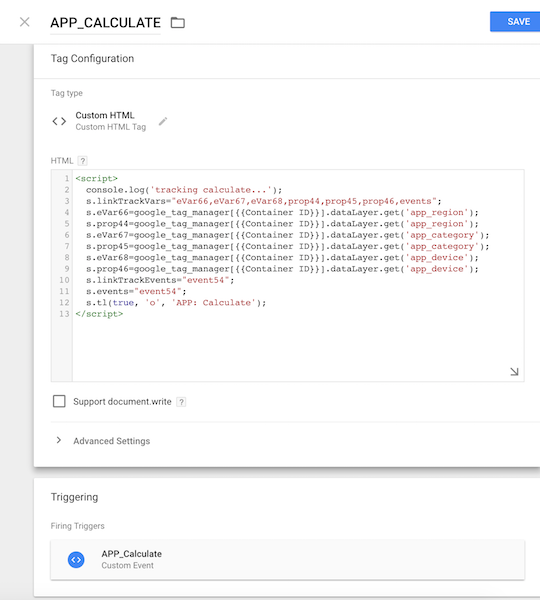 APP_CALCULATE
SAVE
Tag Configuration
Tag type
Custom HTML
Custom HTML Tag
HTML ?
1 <script>
2 console.log('tracking calculate...');
3 s.linkTrackVars="eVar66,eVar67,eVar68,prop44,prop45,prop46,events";
4 s.eVar66=google_tag_manager[{{Container ID}}].dataLayer.get('app_region');
5 s.prop44=google_tag_manager[{{Container ID}}].dataLayer.get('app_region');
6 s.eVar67=google_tag_manager[{{Container ID}}].dataLayer.get('app_category');
7 s.prop45=google_tag_manager[{{Container ID}}].dataLayer.get('app_category');
8 s.eVar68=google_tag_manager[{{Container ID}}].dataLayer.get('app_device');
9 s.prop46=google_tag_manager[{{Container ID}}].dataLayer.get('app_device');
10 s.linkTrackEvents="event54";
11 s.events="event54";
12 s.tl(true, 'o', 'APP: Calculate');
13 </script>
Support document.write ?
Advanced Settings
Triggering
Firing Triggers
APP_Calculate
Custom Event